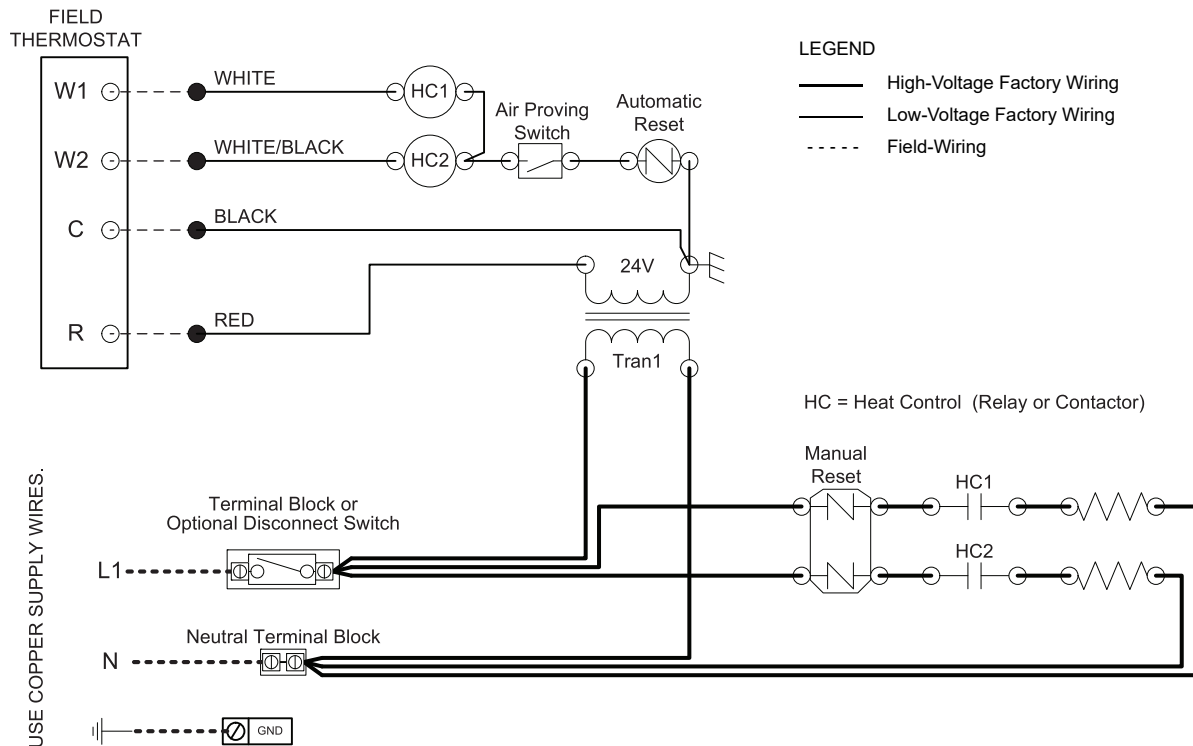 FIELD
THERMOSTAT
W1
WHITE
HC1
W2
WHITE/BLACK
HC2
Air Proving
Switch
Automatic
Reset
C
BLACK
24V
R
RED
Tran1
LEGEND
High-Voltage Factory Wiring
Low-Voltage Factory Wiring
Field-Wiring
HC = Heat Control (Relay or Contactor)
Manual
Reset
HC1
HC2
Terminal Block or
Optional Disconnect Switch
L1
Neutral Terminal Block
N
GND
USE COPPER SUPPLY WIRES.